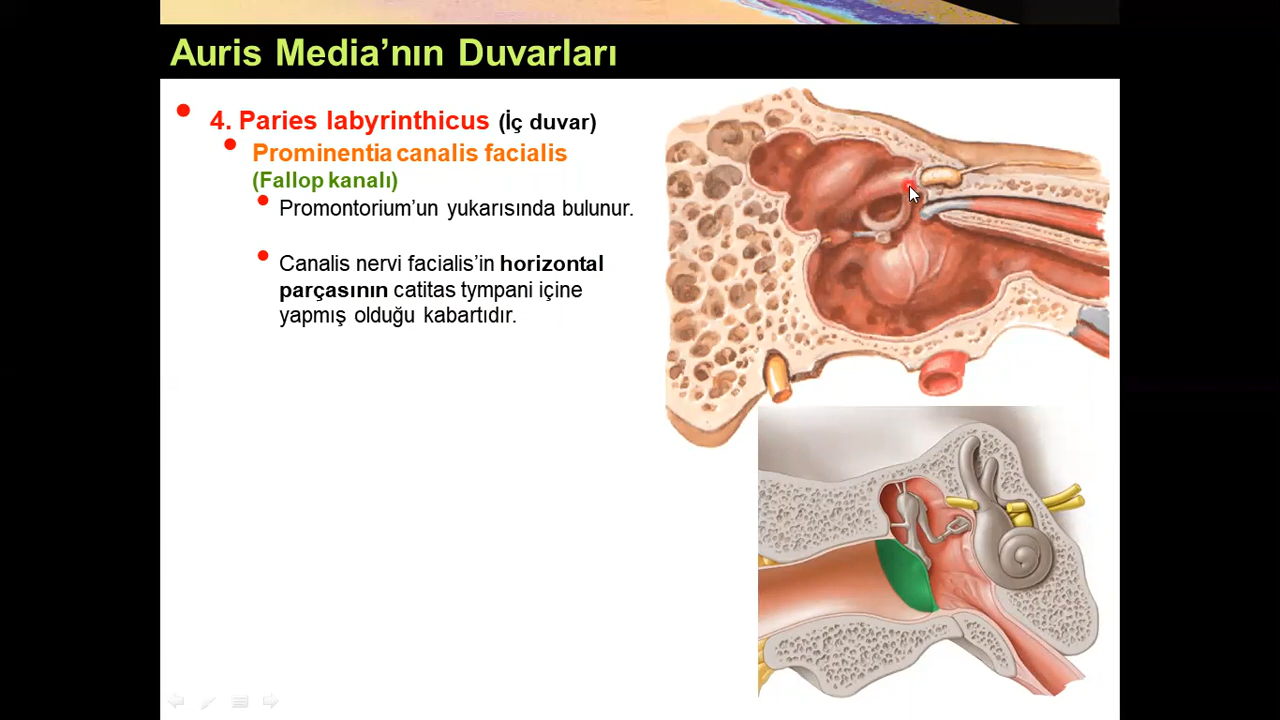 Auris Media’nın Duvarları
4. Paries labyrinthicus (İç duvar)
Prominentia canalis facialis
(Fallop kanalı)
Promontorium’un yukarısında bulunur.
Canalis nervi facialis’in horizontal
parçasının catitas tympani içine
yapmış olduğu kabartıdır.